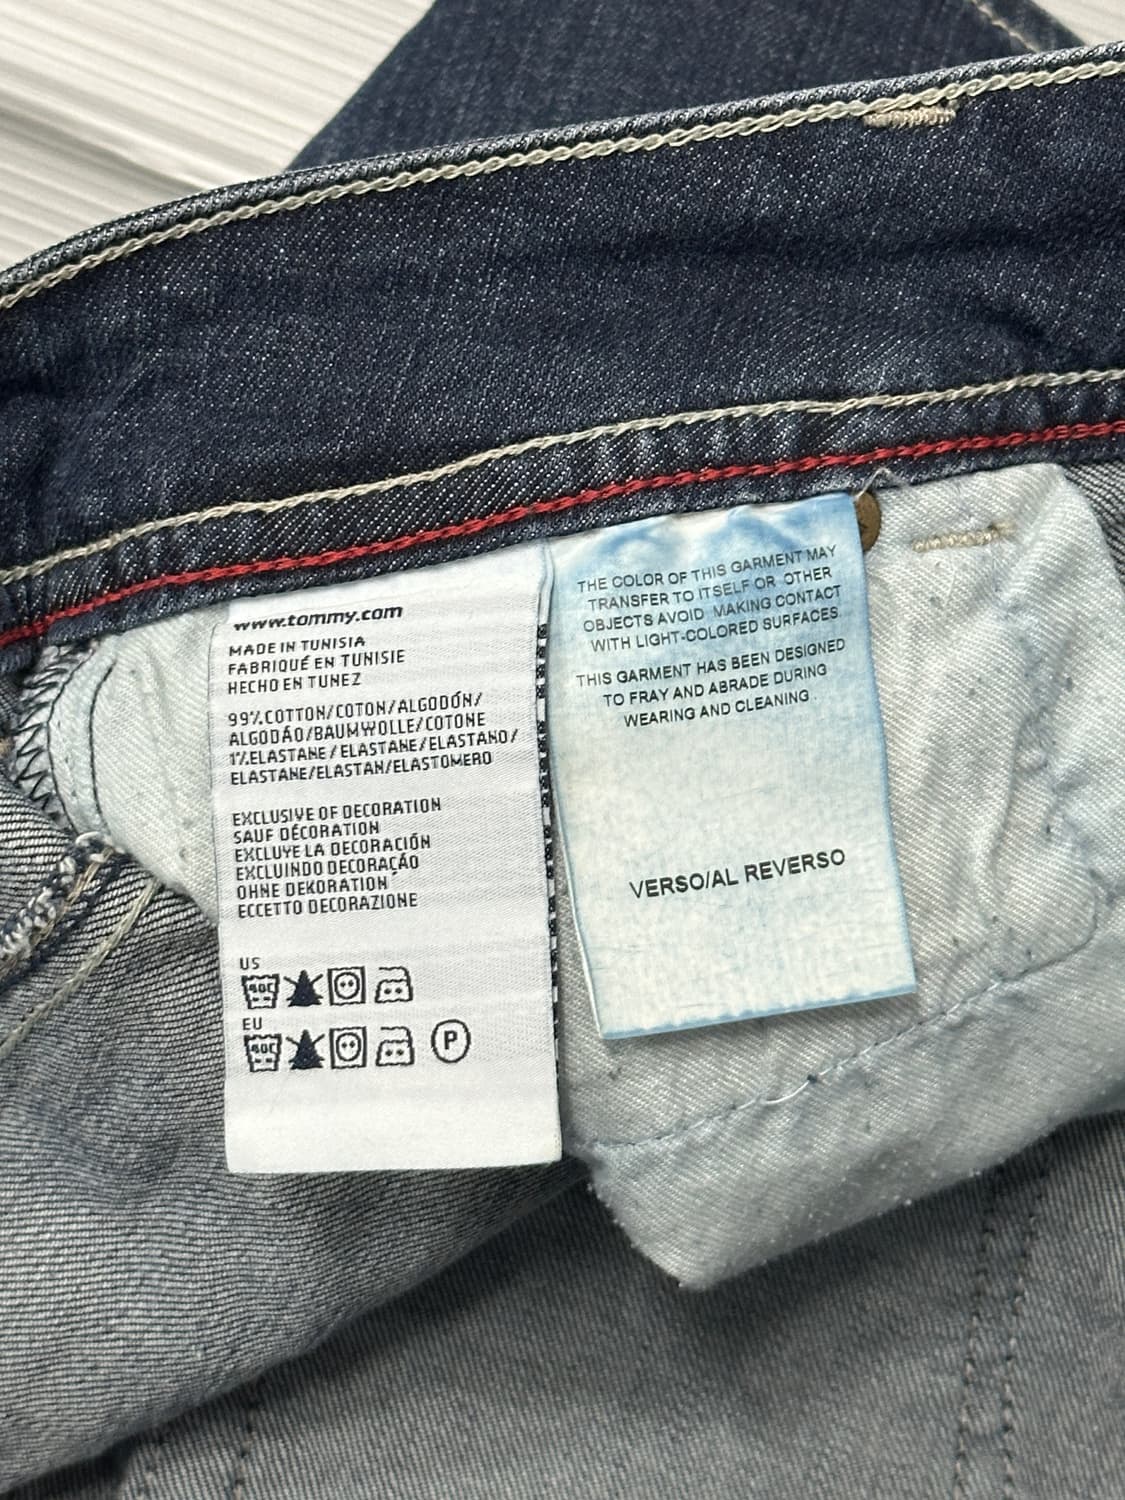 www.tommy.com
MADE IN TUNISIA
FABRIQUÉ EN TUNISIE
HECHO EN TUNEZ
99%COTTON/COTON/ALGODÓN/
ALGODÁO/BAUMWOLLE/COTONE
1%ELASTANE/ELASTANE/ELASTANO/
ELASTANE/ELASTAN/ELASTOMERO
EXCLUSIVE OF DECORATION
SAUF DÉCORATION
EXCLUYE LA DECORACIÓN
EXCLUINDO DECORAÇÃO
OHNE DEKORATION
ECCETTO DECORAZIONE
US
40C
EU
40C P
THE COLOR OF THIS GARMENT MAY
TRANSFER TO ITSELF OR OTHER
OBJECTS AVOID MAKING CONTACT
WITH LIGHT-COLORED SURFACES.
THIS GARMENT HAS BEEN DESIGNED
TO FRAY AND ABRADE DURING
WEARING AND CLEANING.
VERSO/AL REVERSO